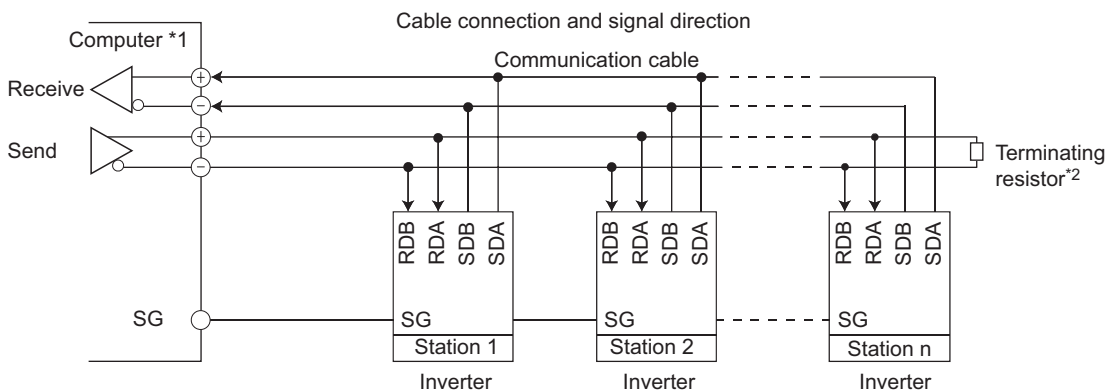 Cable connection and signal direction
Computer *1
Communication cable
Receive
+
−
+
Send
−
Terminating
resistor*2
RDB
RDA
SDB
SDA
RDB
RDA
SDB
SDA
RDB
RDA
SDB
SDA
SG
SG
SG
SG
Station 1
Station 2
Station n
Inverter
Inverter
Inverter